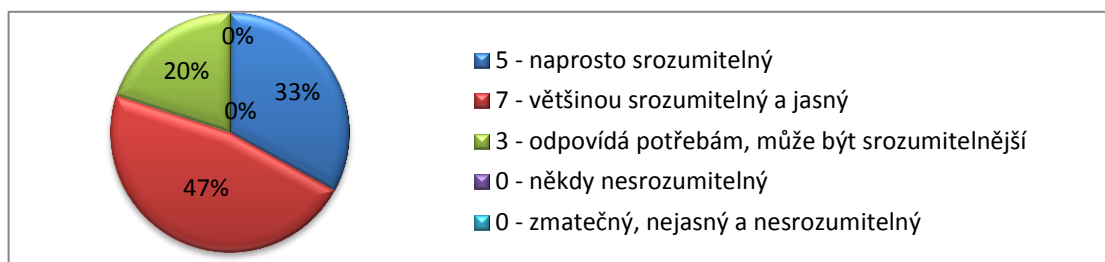 0%
20%
33%
0%
47%
5 - naprosto srozumitelný
7 - většinou srozumitelný a jasný
3 - odpovídá potřebám, může být srozumitelnější
0 - někdy nesrozumitelný
0 - zmatečný, nejasný a nesrozumitelný